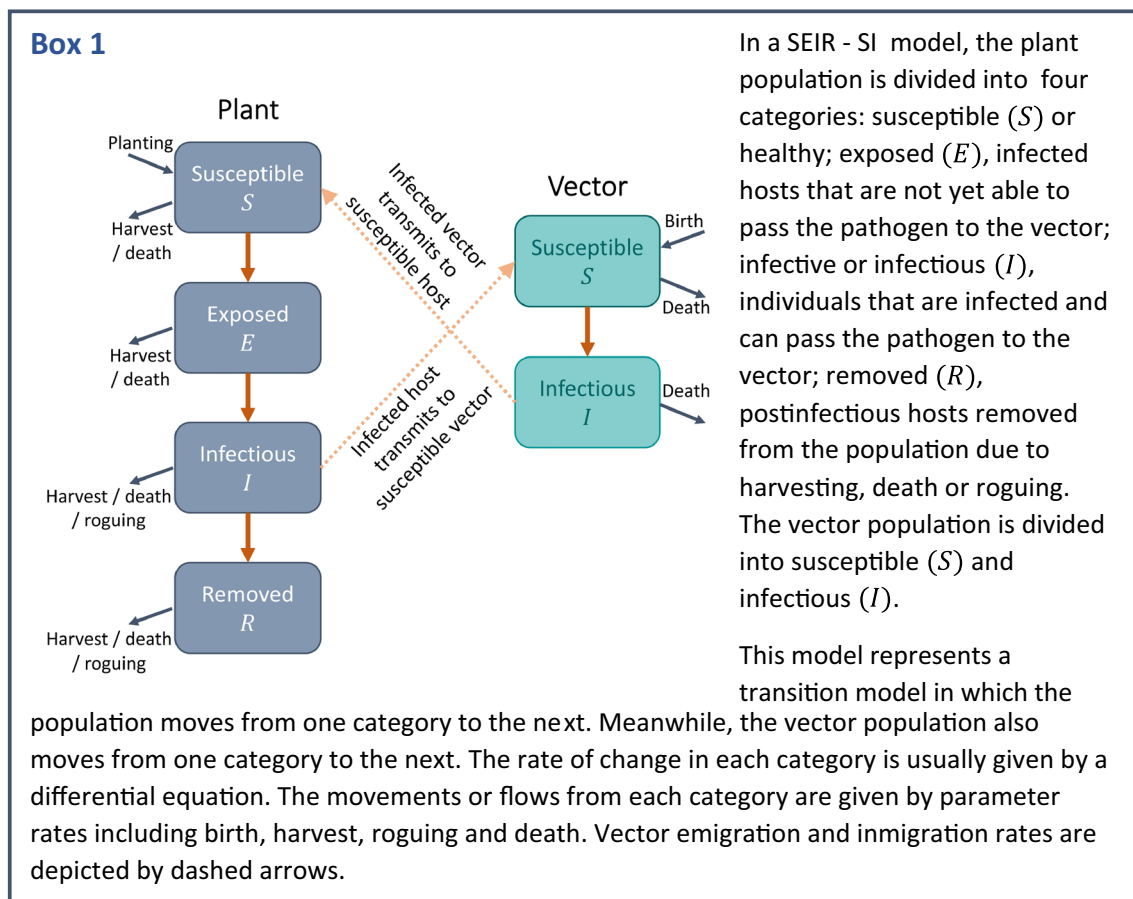 Box 1
Plant
Planting
Susceptible
S
Harvest
/ death
Exposed
E
Harvest
/ death
Infectious
I
Harvest / death
/ roguing
Removed
R
Harvest / death
/ roguing
Infected vector
transmits to
susceptible host
Infected host
transmits to
susceptible vector
Vector
Birth
Susceptible
S
Death
Infectious
I
Death
In a SEIR - SI model, the plant
population is divided into four
categories: susceptible (S) or
healthy; exposed (E), infected
hosts that are not yet able to
pass the pathogen to the vector;
infective or infectious (I),
individuals that are infected and
can pass the pathogen to the
vector; removed (R),
postinfectious hosts removed
from the population due to
harvesting, death or roguing.
The vector population is divided
into susceptible (S) and
infectious (I).
This model represents a
transition model in which the
population moves from one category to the next. Meanwhile, the vector population also
moves from one category to the next. The rate of change in each category is usually given by a
differential equation. The movements or flows from each category are given by parameter
rates including birth, harvest, roguing and death. Vector emigration and inmigration rates are
depicted by dashed arrows.